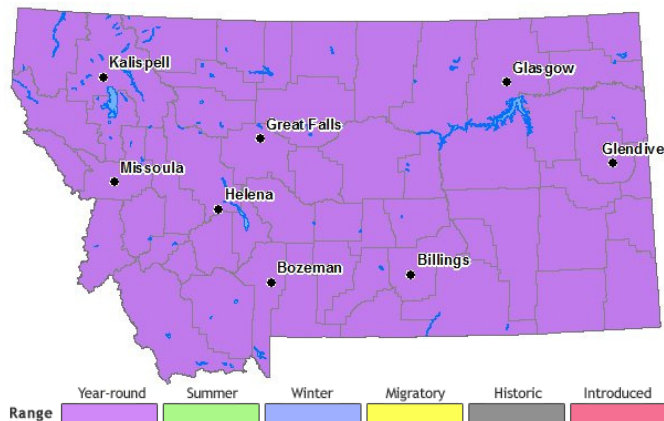 Kalispell
Glasgow
Great Falls
Glendive
Missoula
Helena
Bozeman
Billings
Year-round Summer Winter Migratory Historic Introduced
Range